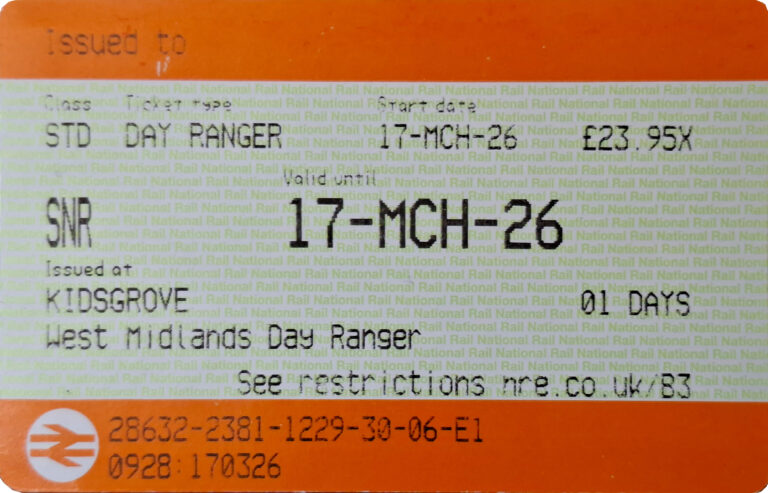 Issued to
Class Ticket type Start date
STD DAY RANGER 17-MCH-26 £23.95X
Valid until
SNR 17-MCH-26
Issued at
KIDSGROVE 01 DAYS
West Midlands Day Ranger
See restrictions nre.co.uk/B3
28632-2381-1229-30-06-E1
0928:170326